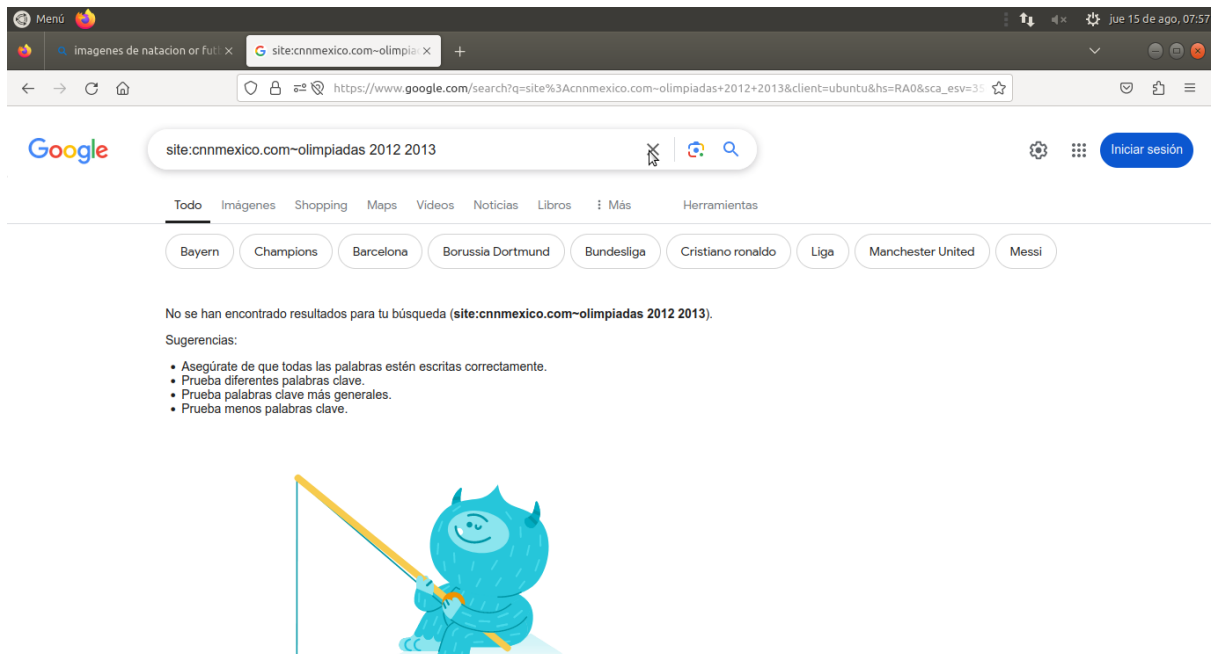 Menú
jue 15 de ago, 07:57
imagenes de natacion or fut
site:cnnmexico.com~olimpiac
https://www.google.com/search?q=site%3Acnnmexico.com~olimpiadas+2012+2013&client=ubuntu&hs=RA0&sca_esv=35
Google
site:cnnmexico.com~olimpiadas 2012 2013
Iniciar sesión
Todo Imágenes Shopping Maps Vídeos Noticias Libros Más Herramientas
Bayern Champions Barcelona Borussia Dortmund Bundesliga Cristiano ronaldo Liga Manchester United Messi
No se han encontrado resultados para tu búsqueda (site:cnnmexico.com~olimpiadas 2012 2013).
Sugerencias:
• Asegúrate de que todas las palabras estén escritas correctamente.
• Prueba diferentes palabras clave.
• Prueba palabras clave más generales.
• Prueba menos palabras clave.